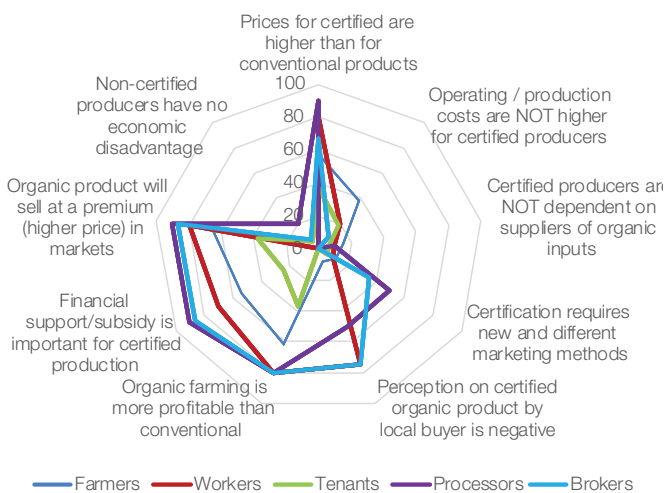 Prices for certified are
higher than for
conventional products
Non-certified
producers have no
economic
disadvantage
Operating / production
costs are NOT higher
for certified producers
100
80
60
40
20
0
Organic product will
sell at a premium
(higher price) in
markets
Certified producers are
NOT dependent on
suppliers of organic
inputs
Financial
support/subsidy is
important for certified
production
Certification requires
new and different
marketing methods
Organic farming is
more profitable than
conventional
Perception on certified
organic product by
local buyer is negative
Farmers Workers Tenants Processors Brokers